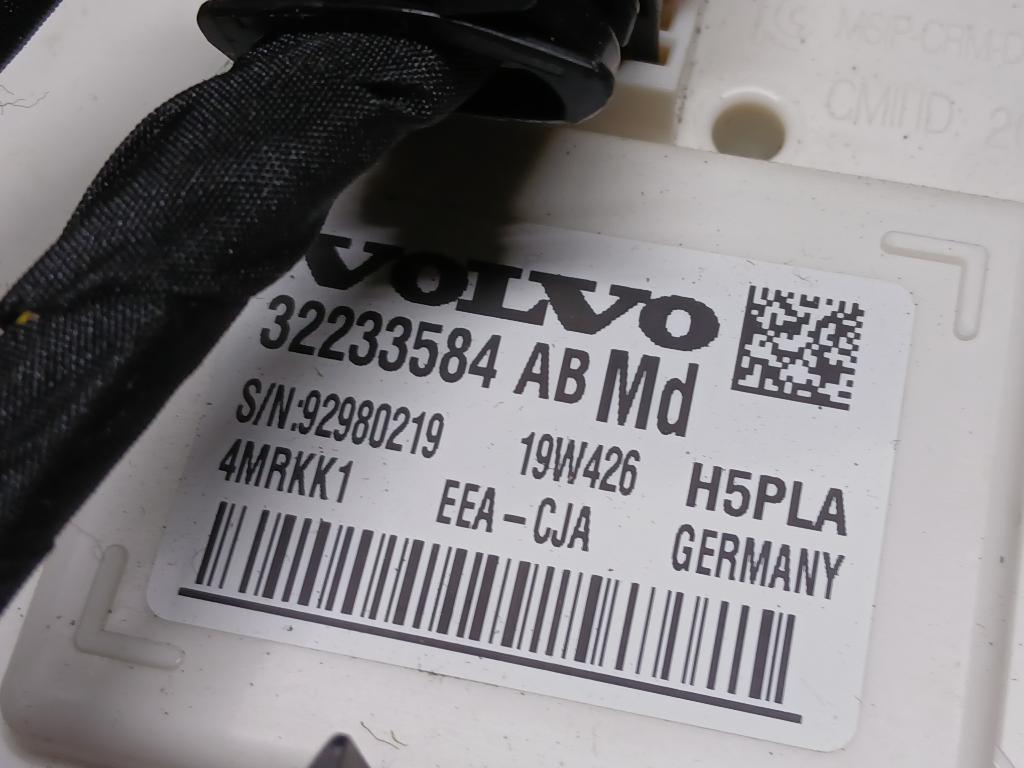 VOLVO
32233584 AB Md
S/N:92980219 19W426 H5PLA
4MRKK1 EEA-CJA GERMANY